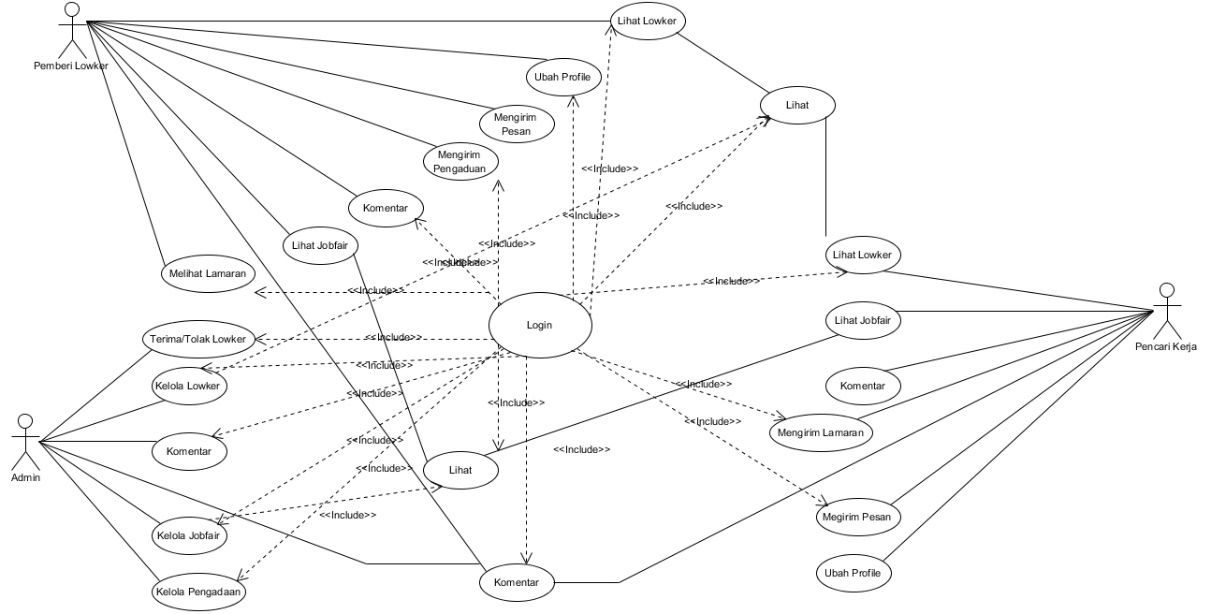 Lihat Lowker
Pemberi Lowker
Ubah Profile
Lihat
Mengirim
Pesan
Mengirim
Pengaduan
<<Include>>
Komentar
<<Include>>
<<Include>>
Lihat Jobfair
<<Include>>
Lihat Lowker
<<Include>>
<<Include>>
Melihat Lamaran
<<Include>>
<<Include>>
Login
Lihat Jobfair
Terima/Tolak Lowker
<<Include>>
Pencari Kerja
<<Include>>
Kelola Lowker
Komentar
<<Include>>
<<Include>>
<<Include>>
<<Include>>
Mengirim Lamaran
<<Include>>
Komentar
<<Include>>
Lihat
<<Include>>
Admin
<<Include>>
Megirim Pesan
Kelola Jobfair
Ubah Profile
Komentar
Kelola Pengadaan